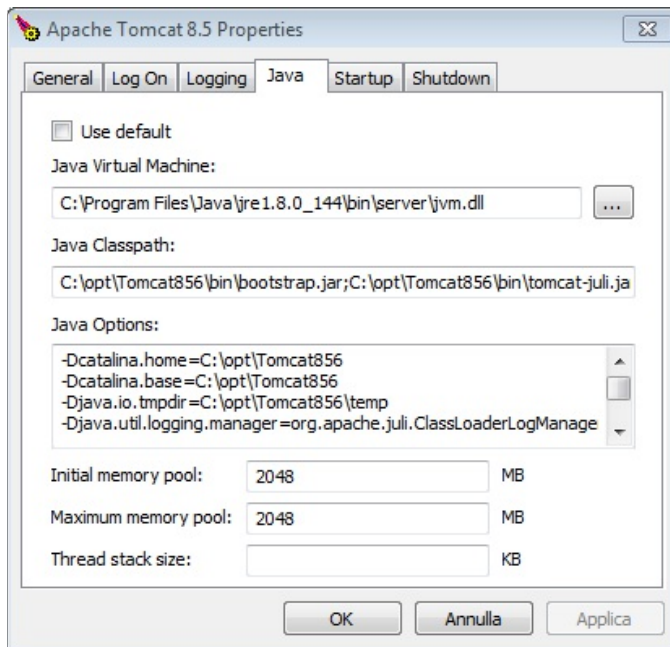 Apache Tomcat 8.5 Properties
General Log On Logging Java Startup Shutdown
Use default
Java Virtual Machine:
C:\Program Files\Java\jre1.8.0_144\bin\server\jvm.dll
...
Java Classpath:
C:\opt\Tomcat856\bin\bootstrap.jar;C:\opt\Tomcat856\bin\tomcat-juli.ja
Java Options:
-Dcatalina.home=C:\opt\Tomcat856
-Dcatalina.base=C:\opt\Tomcat856
-Djava.io.tmpdir=C:\opt\Tomcat856\temp
-Djava.util.logging.manager=org.apache.juli.ClassLoaderLogManager
Initial memory pool: 2048 MB
Maximum memory pool: 2048 MB
Thread stack size: KB
OK Annulla Applica